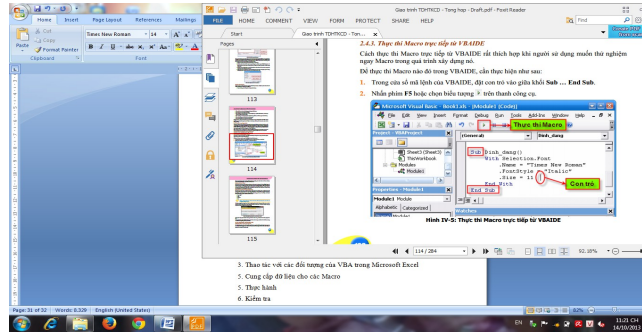 Home Insert Page Layout References Mailings
Cut
Copy
Format Painter
Paste
Clipboard
Times New Roman 14
Font
Giao trinh TDHTKCD - Tong hop - Draft.pdf - Foxit Reader
FILE HOME COMMENT VIEW FORM PROTECT SHARE HELP
Find
Start Giao trinh TDHTKCD - Ton...
Pages
113
114
115
2.4.3. Thực thi Macro trực tiếp từ VBAIDE
Cách thực thi Macro trực tiếp từ VBAIDE rất thích hợp khi người sử dụng muốn thử nghiệm
ngay Macro trong quá trình xây dựng nó.
Để thực thi Macro nào đó trong VBAIDE, cần thực hiện như sau:
1. Trong cửa sổ mã lệnh của VBAIDE, đặt con trỏ vào giữa khối Sub … End Sub.
2. Nhấn phím F5 hoặc chọn biểu tượng trên thanh công cụ.
Microsoft Visual Basic - Book1.xls - [Module1 (Code)]
File Edit View Insert Format Debug Run Tools Add-Ins Window Help
Thực thi Macro
Project - VBAProject
(General) Dinh_dang
Sheet3 (Sheet3)
ThisWorkbook
Modules
Module1
Sub Dinh_dang()
With Selection.Font
.Name = "Times New Roman"
.FontStyle = "Italic"
.Size = 11
End With
End Sub
Con trỏ
Properties - Module1
Module1 Module
Alphabetic Categorized
Watches
Hình IV-5: Thực thi Macro trực tiếp từ VBAIDE
114 / 284
92.18%
3. Thao tác với các đối tượng của VBA trong Microsoft Excel
5. Cung cấp dữ liệu cho các Macro
5. Thực hành
6. Kiểm tra
Page: 31 of 32 Words: 8.329 English (United States)
82%
EN
11:21 CH
14/10/2013